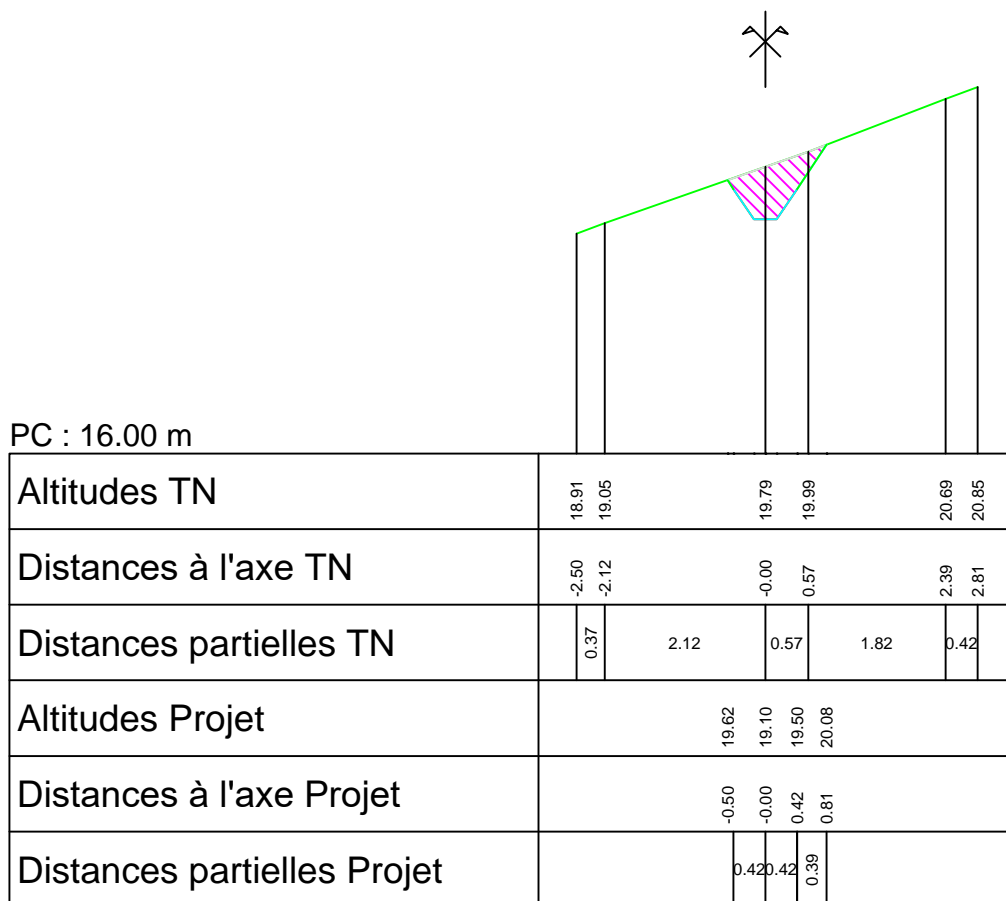 PC : 16.00 m
Altitudes TN 18.91 19.05 19.79 19.99 20.69 20.85
Distances à l'axe TN -2.50 -2.12 -0.00 0.57 2.39 2.81
Distances partielles TN 0.37 2.12 0.57 1.82 0.42
Altitudes Projet 19.62 19.10 19.50 20.08
Distances à l'axe Projet -0.50 -0.00 0.42 0.81
Distances partielles Projet 0.42 0.42 0.39